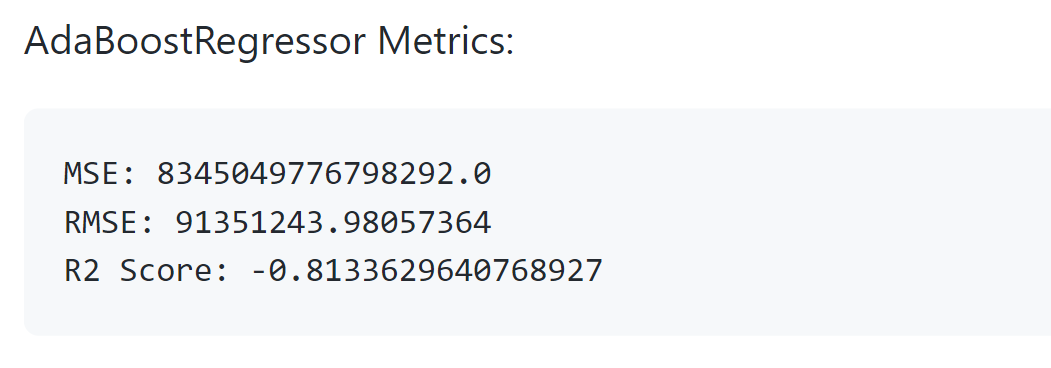 AdaBoostRegressor Metrics:
MSE: 8345049776798292.0
RMSE: 91351243.98057364
R2 Score: -0.8133629640768927